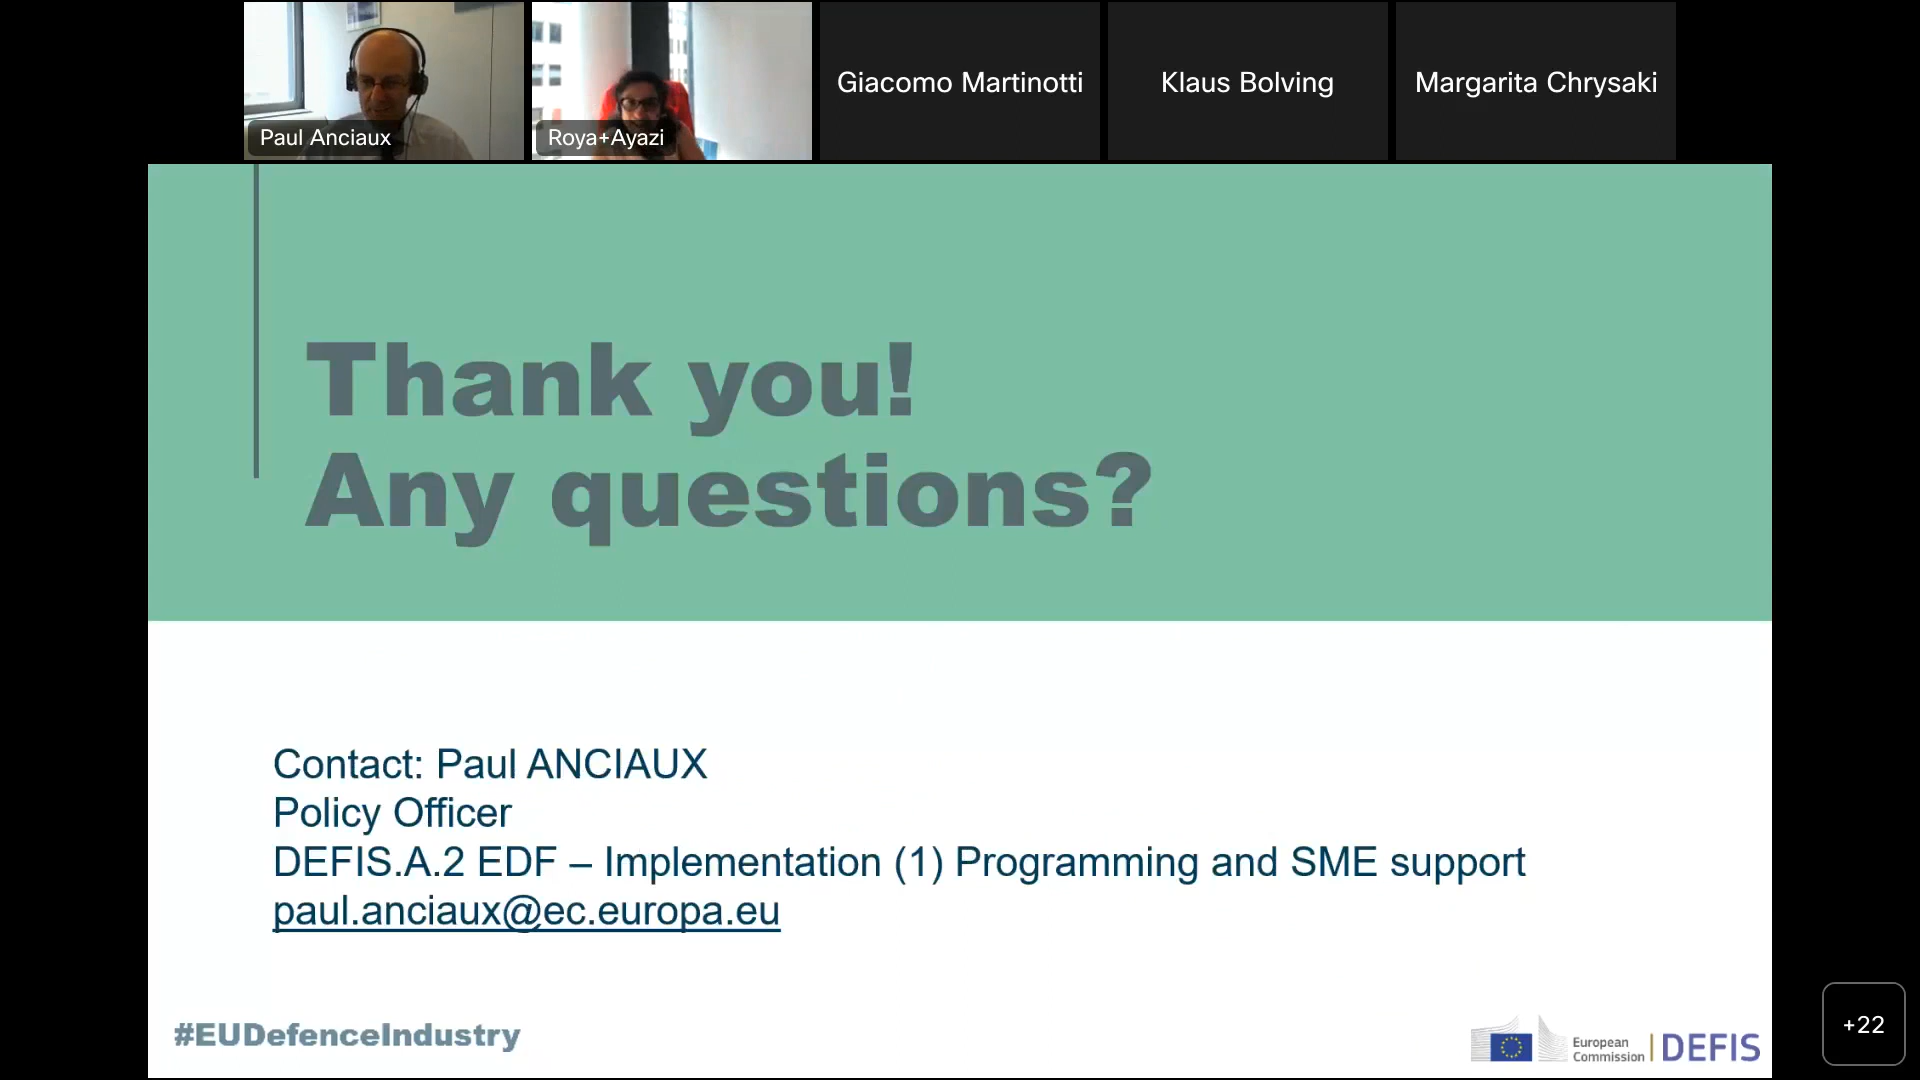 Paul Anciaux
Roya+Ayazi
Giacomo Martinotti
Klaus Bolving
Margarita Chrysaki
Thank you!
Any questions?
Contact: Paul ANCIAUX
Policy Officer
DEFIS.A.2 EDF – Implementation (1) Programming and SME support
paul.anciaux@ec.europa.eu
#EUDefenceIndustry
European
Commission
DEFIS
+22